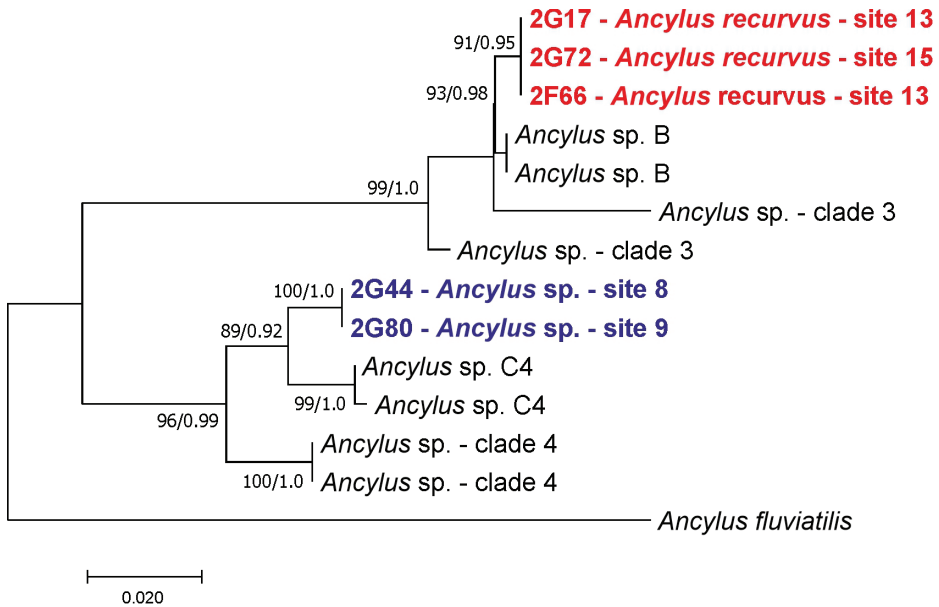 2G17 - Ancylus recurvus - site 13
91/0.95
2G72 - Ancylus recurvus - site 15
93/0.98
2F66 - Ancylus recurvus - site 13
Ancylus sp. B
Ancylus sp. B
99/1.0
Ancylus sp. - clade 3
Ancylus sp. - clade 3
100/1.0
2G44 - Ancylus sp. - site 8
89/0.92
2G80 - Ancylus sp. - site 9
Ancylus sp. C4
99/1.0
Ancylus sp. C4
96/0.99
Ancylus sp. - clade 4
100/1.0
Ancylus sp. - clade 4
Ancylus fluviatilis
0.020